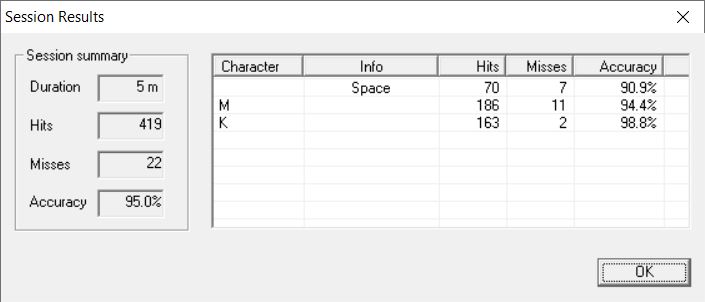 Session Results
Session summary
Duration 5 m
Hits 419
Misses 22
Accuracy 95.0%
Character Info Hits Misses Accuracy
Space 70 7 90.9%
M 186 11 94.4%
K 163 2 98.8%
OK